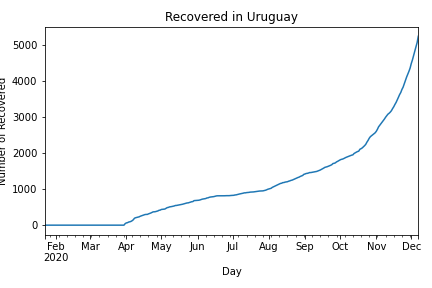 Recovered in Uruguay
Number of Recovered
5000
4000
3000
2000
1000
0
Feb Mar Apr May Jun Jul Aug Sep Oct Nov Dec
2020
Day